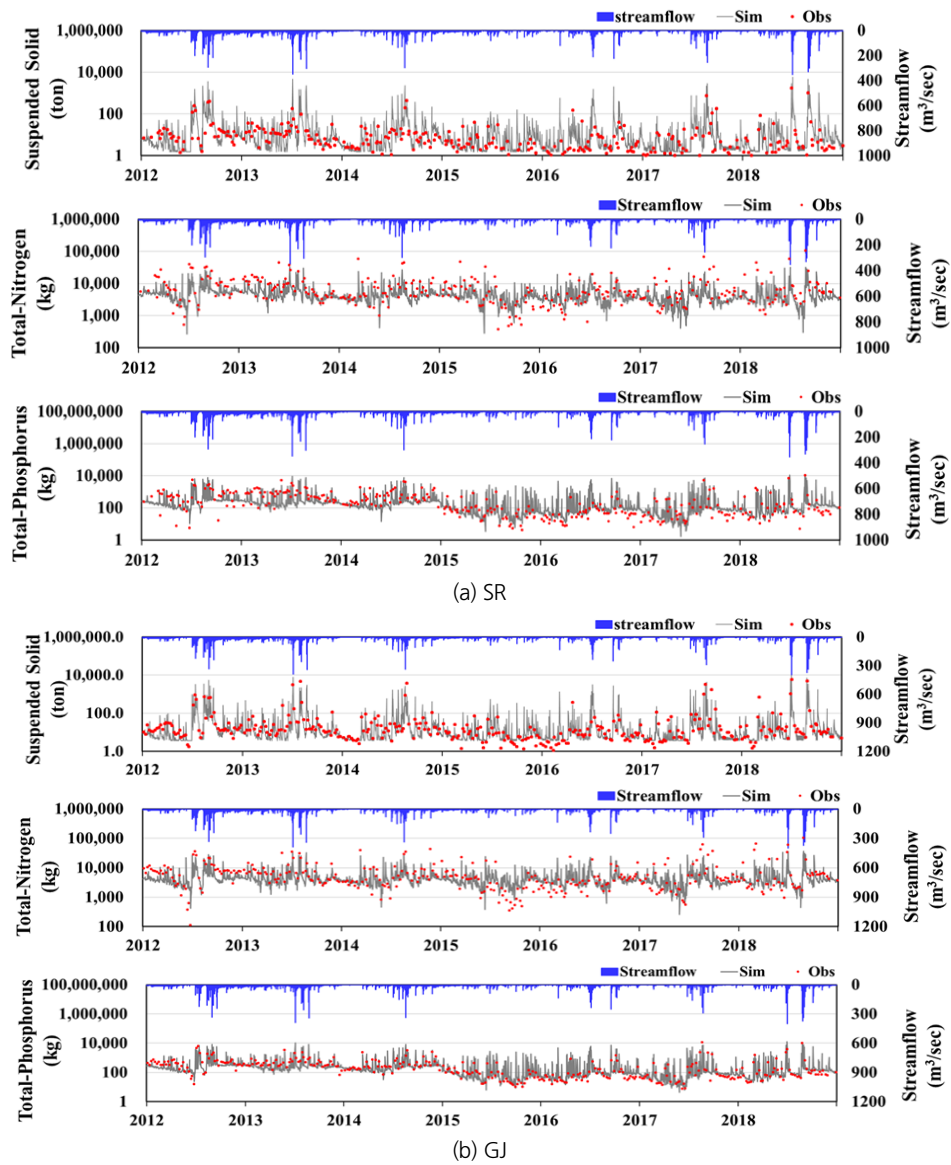 streamflow Sim Obs
Suspended Solid (ton)
1,000,000
10,000
100
1
0
200
400
600
800
1000
Streamflow (m³/sec)
2012 2013 2014 2015 2016 2017 2018
Streamflow Sim Obs
Total-Nitrogen (kg)
1,000,000
100,000
10,000
1,000
100
0
200
400
600
800
1000
Streamflow (m³/sec)
2012 2013 2014 2015 2016 2017 2018
Streamflow Sim Obs
Total-Phosphorus (kg)
100,000,000
1,000,000
10,000
100
1
0
200
400
600
800
1000
Streamflow (m³/sec)
2012 2013 2014 2015 2016 2017 2018
(a) SR
streamflow Sim Obs
Suspended Solid (ton)
1,000,000.0
10,000.0
100.0
1.0
0
300
600
900
1200
Streamflow (m³/sec)
2012 2013 2014 2015 2016 2017 2018
Streamflow Sim Obs
Total-Nitrogen (kg)
1,000,000
100,000
10,000
1,000
100
0
300
600
900
1200
Streamflow (m³/sec)
2012 2013 2014 2015 2016 2017 2018
Streamflow Sim Obs
Total-Phosphorus (kg)
100,000,000
1,000,000
10,000
100
1
0
300
600
900
1200
Streamflow (m³/sec)
2012 2013 2014 2015 2016 2017 2018
(b) GJ